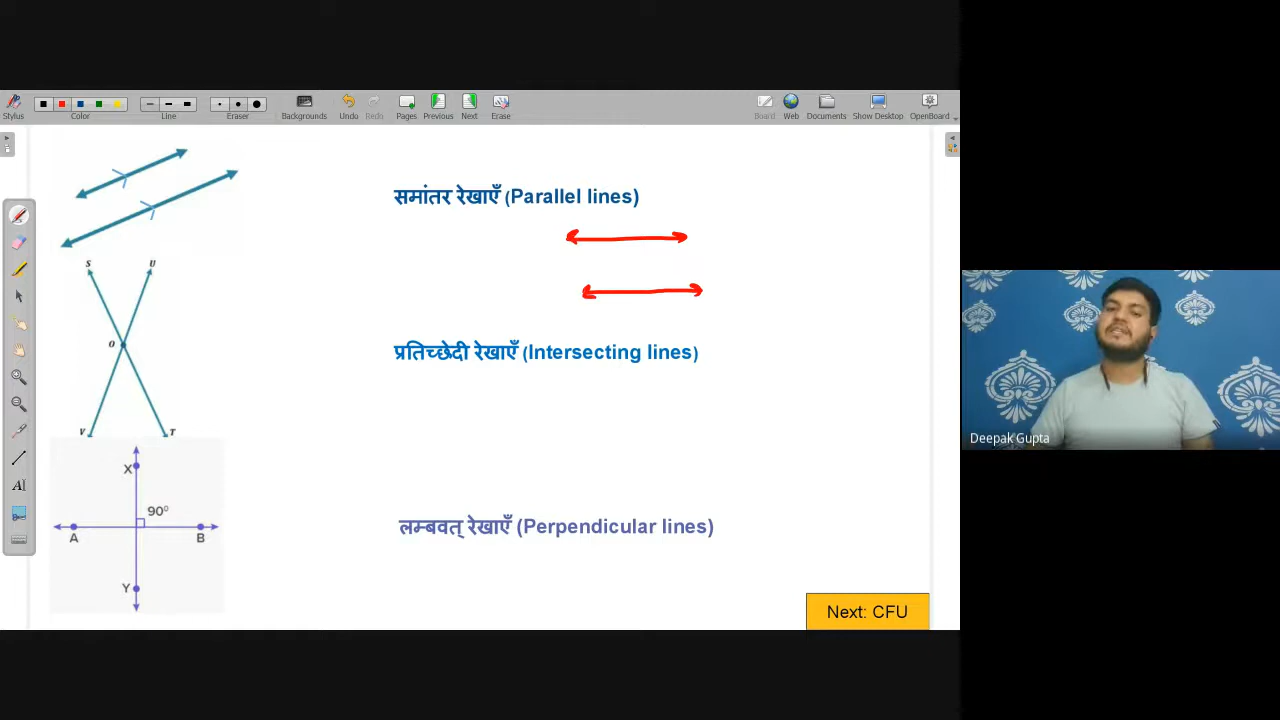 Stylus
Color
Line
Eraser
Backgrounds
Undo
Redo
Pages
Previous
Next
Erase
Board
Web
Documents
Show Desktop
OpenBoard
समांतर रेखाएँ (Parallel lines)
S
U
O
V
T
प्रतिच्छेदी रेखाएँ (Intersecting lines)
X
90°
A
B
Y
लम्बवत् रेखाएँ (Perpendicular lines)
Next: CFU
Deepak Gupta